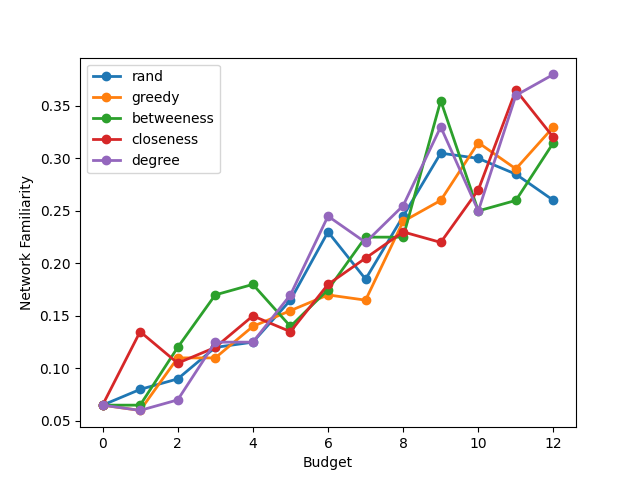 rand
greedy
betweeness
closeness
degree
0.35
0.30
0.25
0.20
0.15
0.10
0.05
Network Familiarity
0 2 4 6 8 10 12
Budget